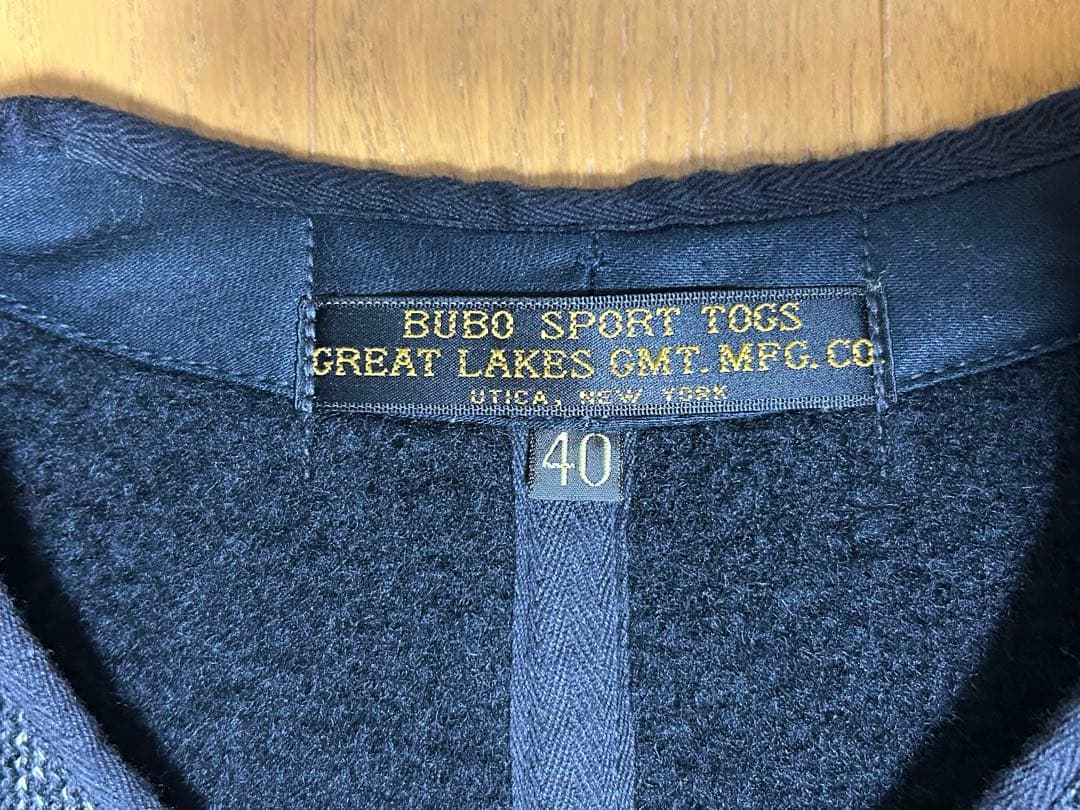 BUBO SPORT TOGS
GREAT LAKES GMT. MFG. CO
UTICA, NEW YORK
40